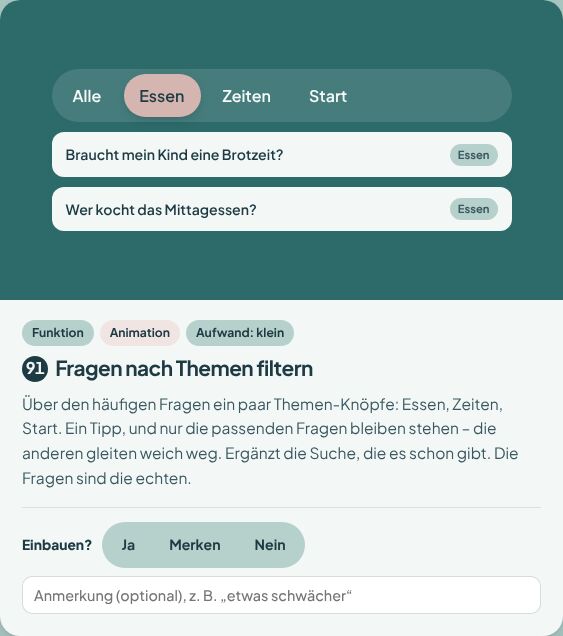 Alle Essen Zeiten Start
Braucht mein Kind eine Brotzeit? Essen
Wer kocht das Mittagessen? Essen
Funktion Animation Aufwand: klein
91 Fragen nach Themen filtern
Über den häufigen Fragen ein paar Themen-Knöpfe: Essen, Zeiten,
Start. Ein Tipp, und nur die passenden Fragen bleiben stehen – die
anderen gleiten weich weg. Ergänzt die Suche, die es schon gibt. Die
Fragen sind die echten.
Einbauen? Ja Merken Nein
Anmerkung (optional), z. B. „etwas schwächer“